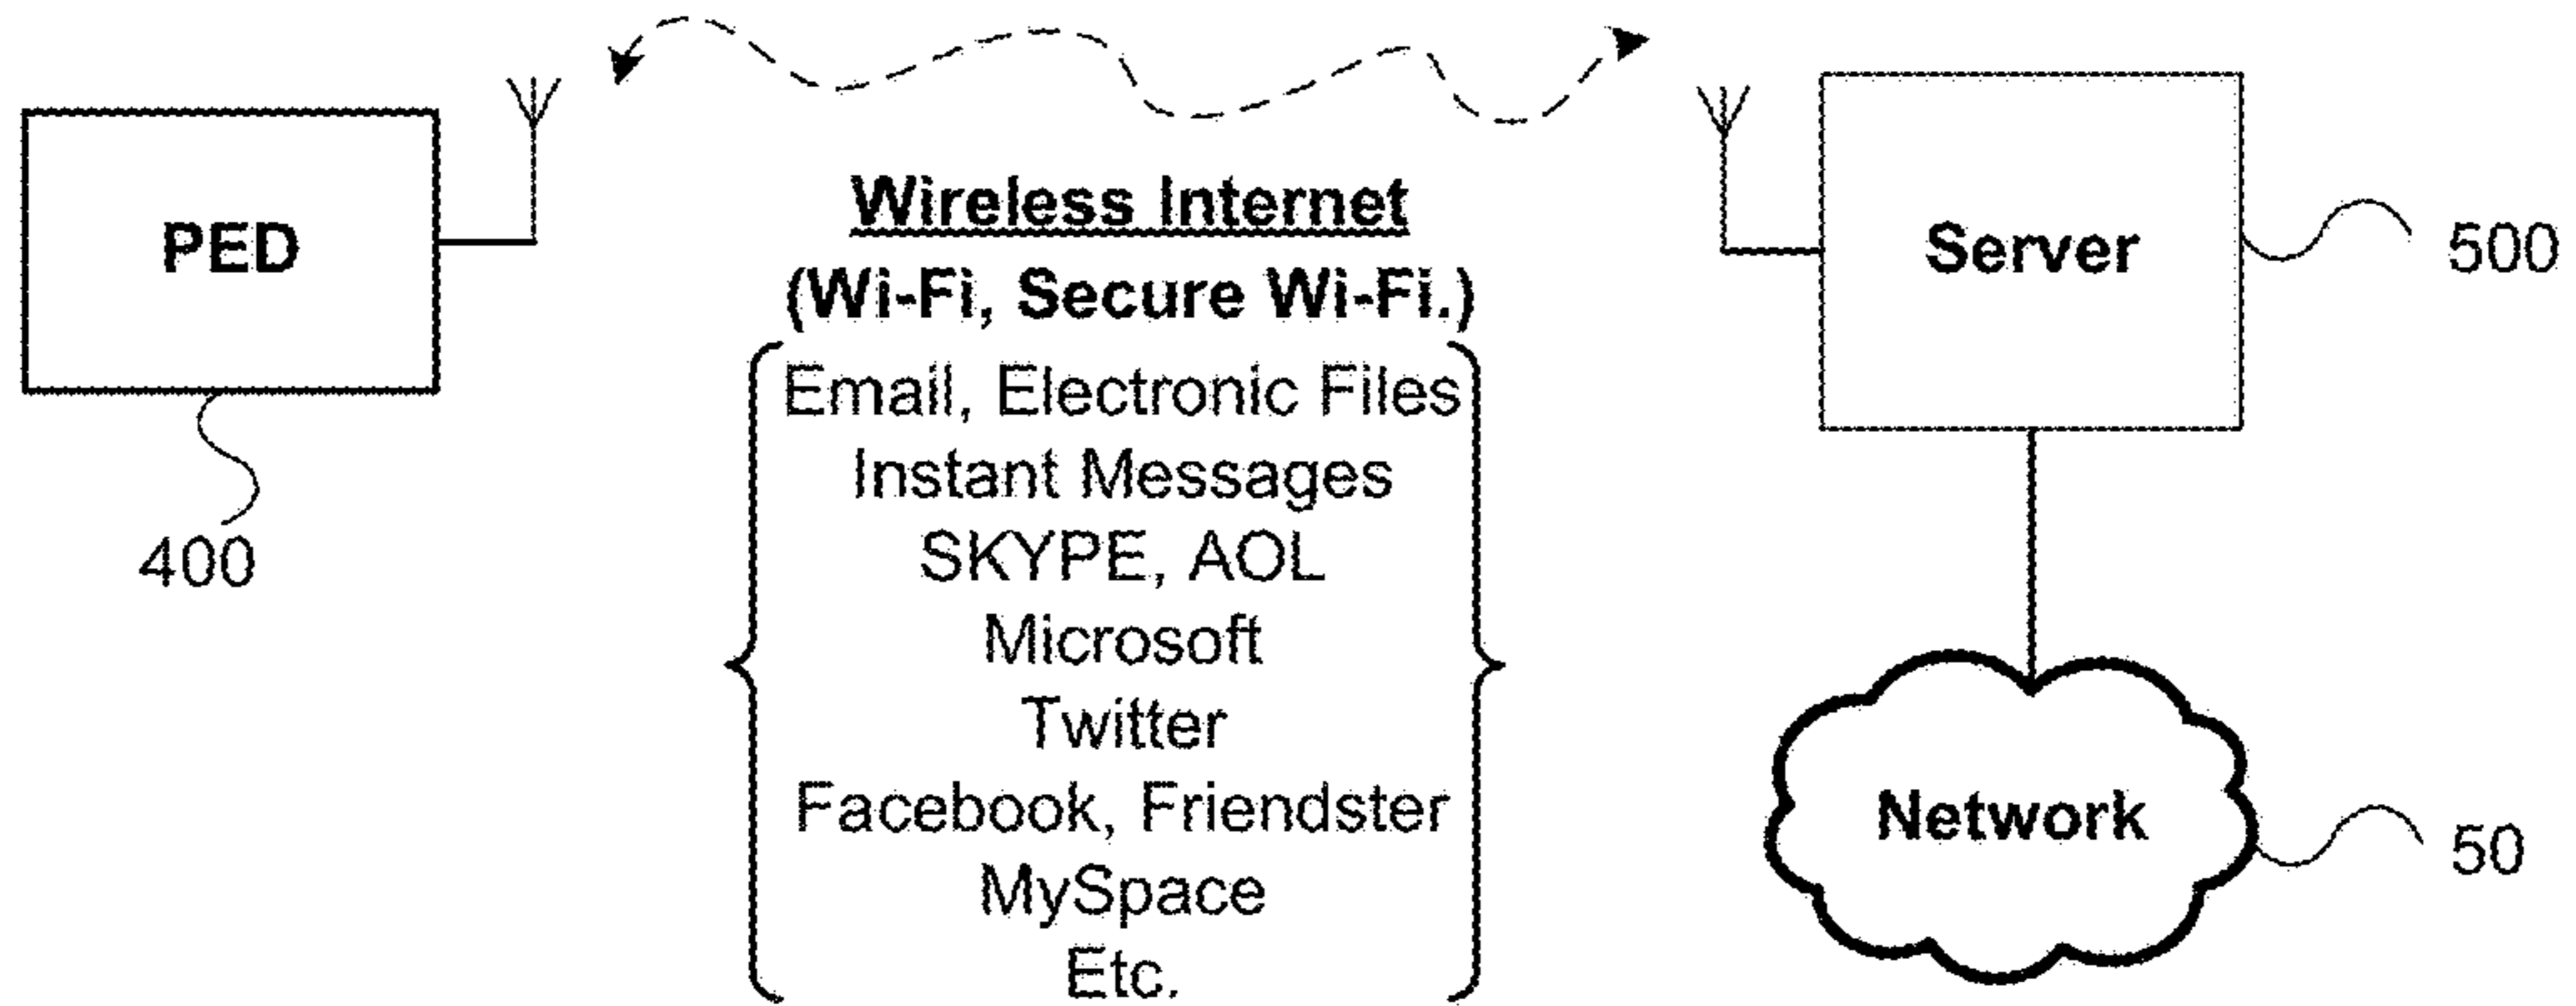 PED
400
Wireless Internet
(Wi-Fi, Secure Wi-Fi.)
Email, Electronic Files
Instant Messages
SKYPE, AOL
Microsoft
Twitter
Facebook, Friendster
MySpace
Etc.
Server
500
Network
50